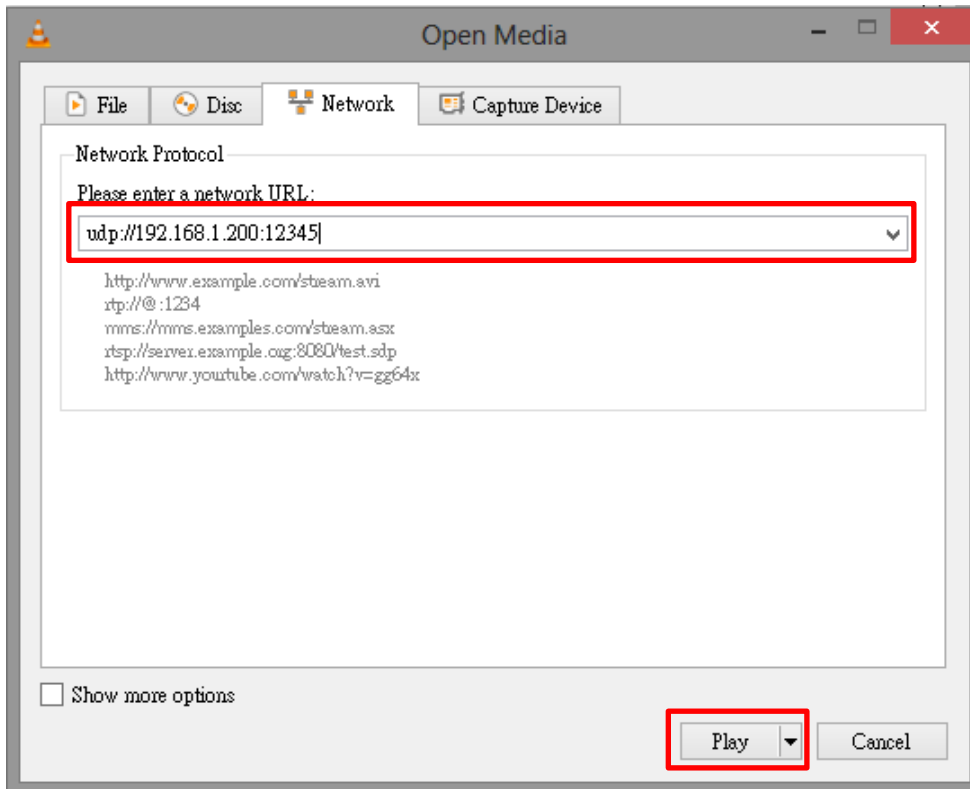 Open Media
File Disc Network Capture Device
Network Protocol
Please enter a network URL:
udp://192.168.1.200:12345
http://www.example.com/stream.avi
rtp://@:1234
mms://mms.examples.com/stream.asx
rtsp://server.example.org:8080/test.sdp
http://www.yourtube.com/watch?v=gg64x
Show more options
Play Cancel